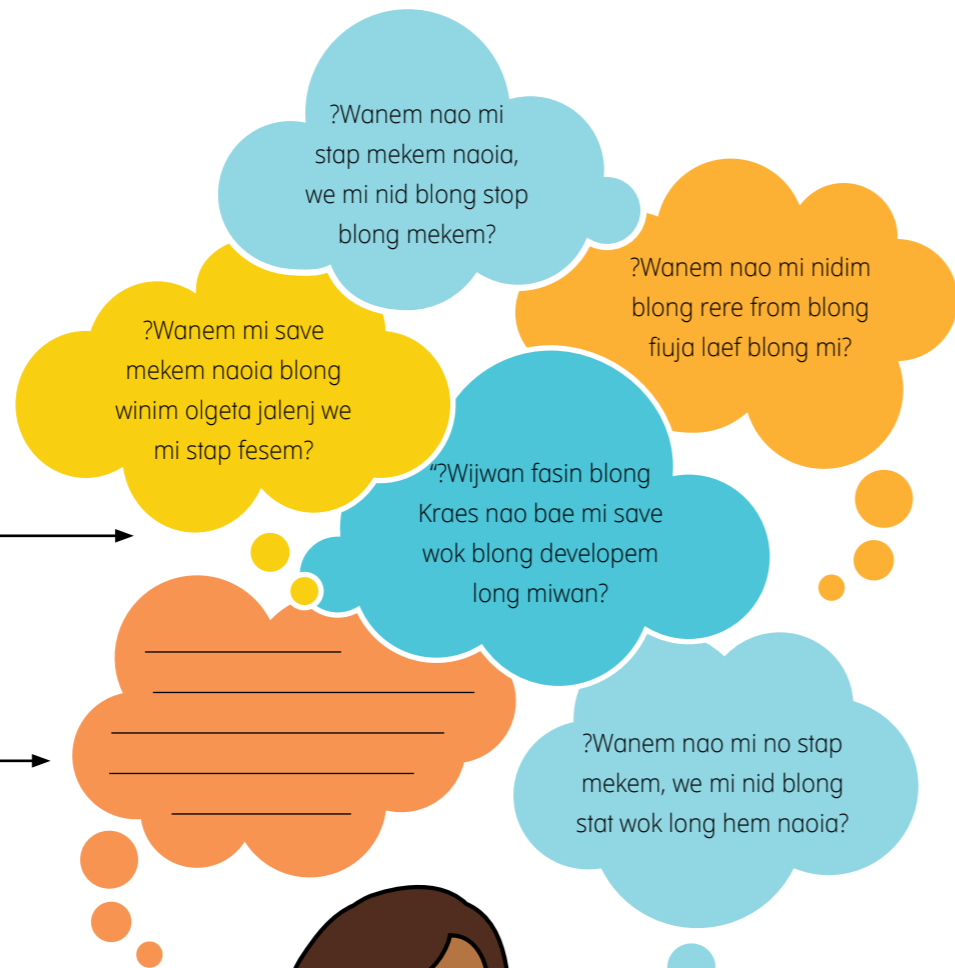 ?Wanem nao mi
stap mekem naoia,
we mi nid blong stop
blong mekem?
?Wanem nao mi nidim
blong rere from blong
fiuja laef blong mi?
?Wanem mi save
mekem naoia blong
winim olgeta jalenj we
mi stap fesem?
“?Wijwan fasin blong
Kraes nao bae mi save
wok blong developem
long miwan?
?Wanem nao mi no stap
mekem, we mi nid blong
stat wok long hem naoia?